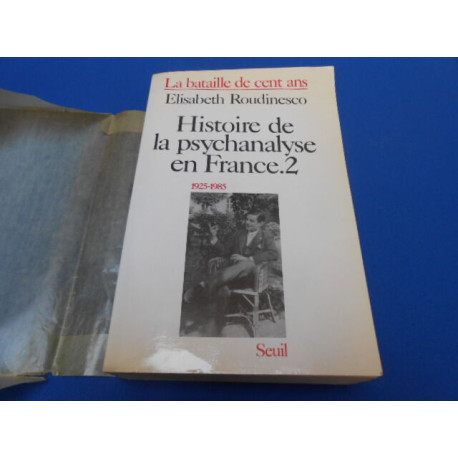 La bataille de cent ans
Elisabeth Roudinesco
Histoire de
la psychanalyse
en France.2
1925-1985
Seuil